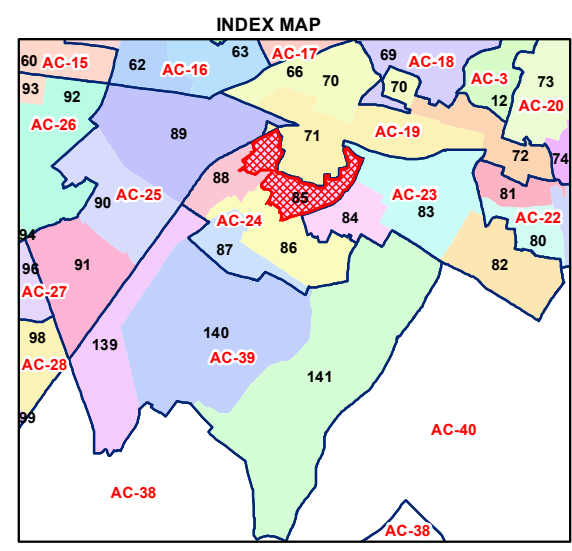 INDEX MAP
60 AC-15 62 AC-16 63 AC-17 69 AC-18
66 70 70 AC-3 73
93 92 12 AC-20
AC-26 89 71 AC-19
72 74
88 85 AC-23 81
90 AC-25 AC-24 84 83 AC-22
94 87 86 80
96 91 82
AC-27
98 139 140
AC-28 AC-39 141
99
AC-40
AC-38
AC-38